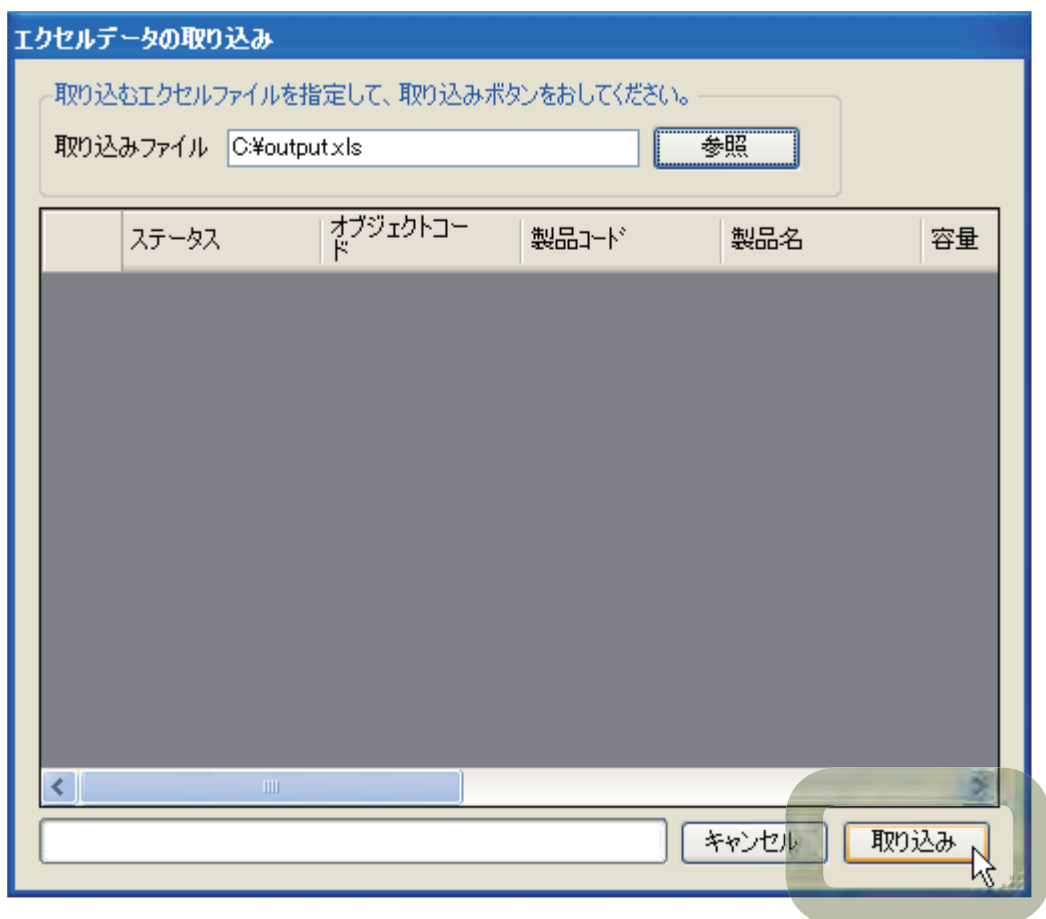 エクセルデータの取り込み
取り込むエクセルファイルを指定して、取り込みボタンをおしてください。
取り込みファイル C:¥output.xls 参照
ステータス オブジェクトコード 製品コード 製品名 容量
キャンセル 取り込み